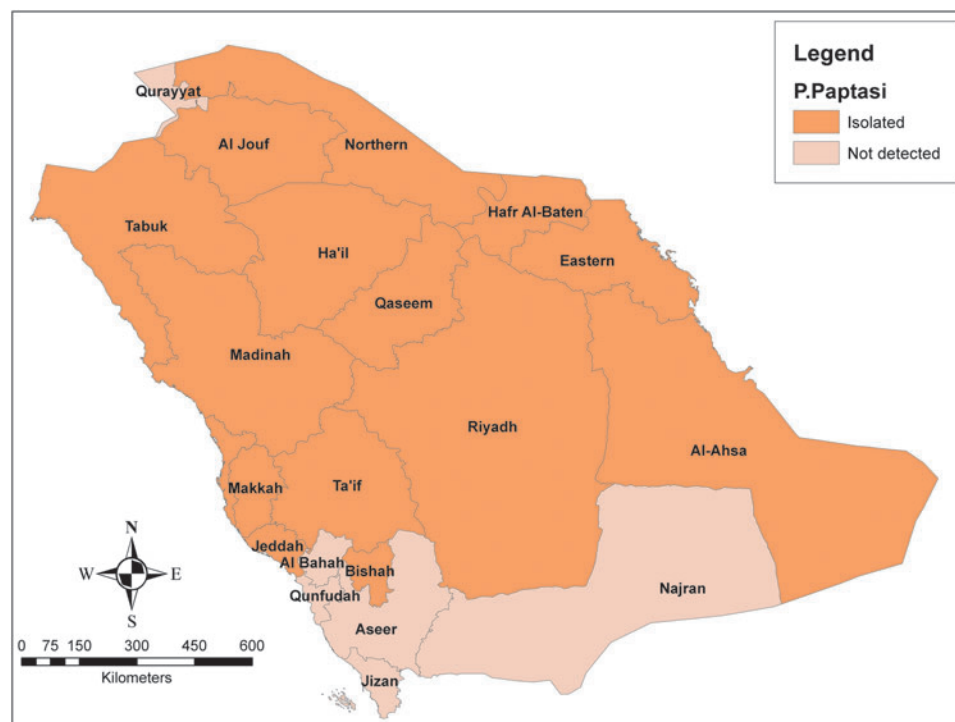 Legend
P.Paptasi
Isolated
Not detected
Qurayyat
Al Jouf
Northern
Hafr Al-Baten
Tabuk
Ha'il
Eastern
Qaseem
Madinah
Riyadh
Al-Ahsa
Makkah
Ta'if
Jeddah
Al Bahah
Bishah
Qunfudah
Najran
Aseer
Jizan
N
W E
S
0 75 150 300 450 600
Kilometers